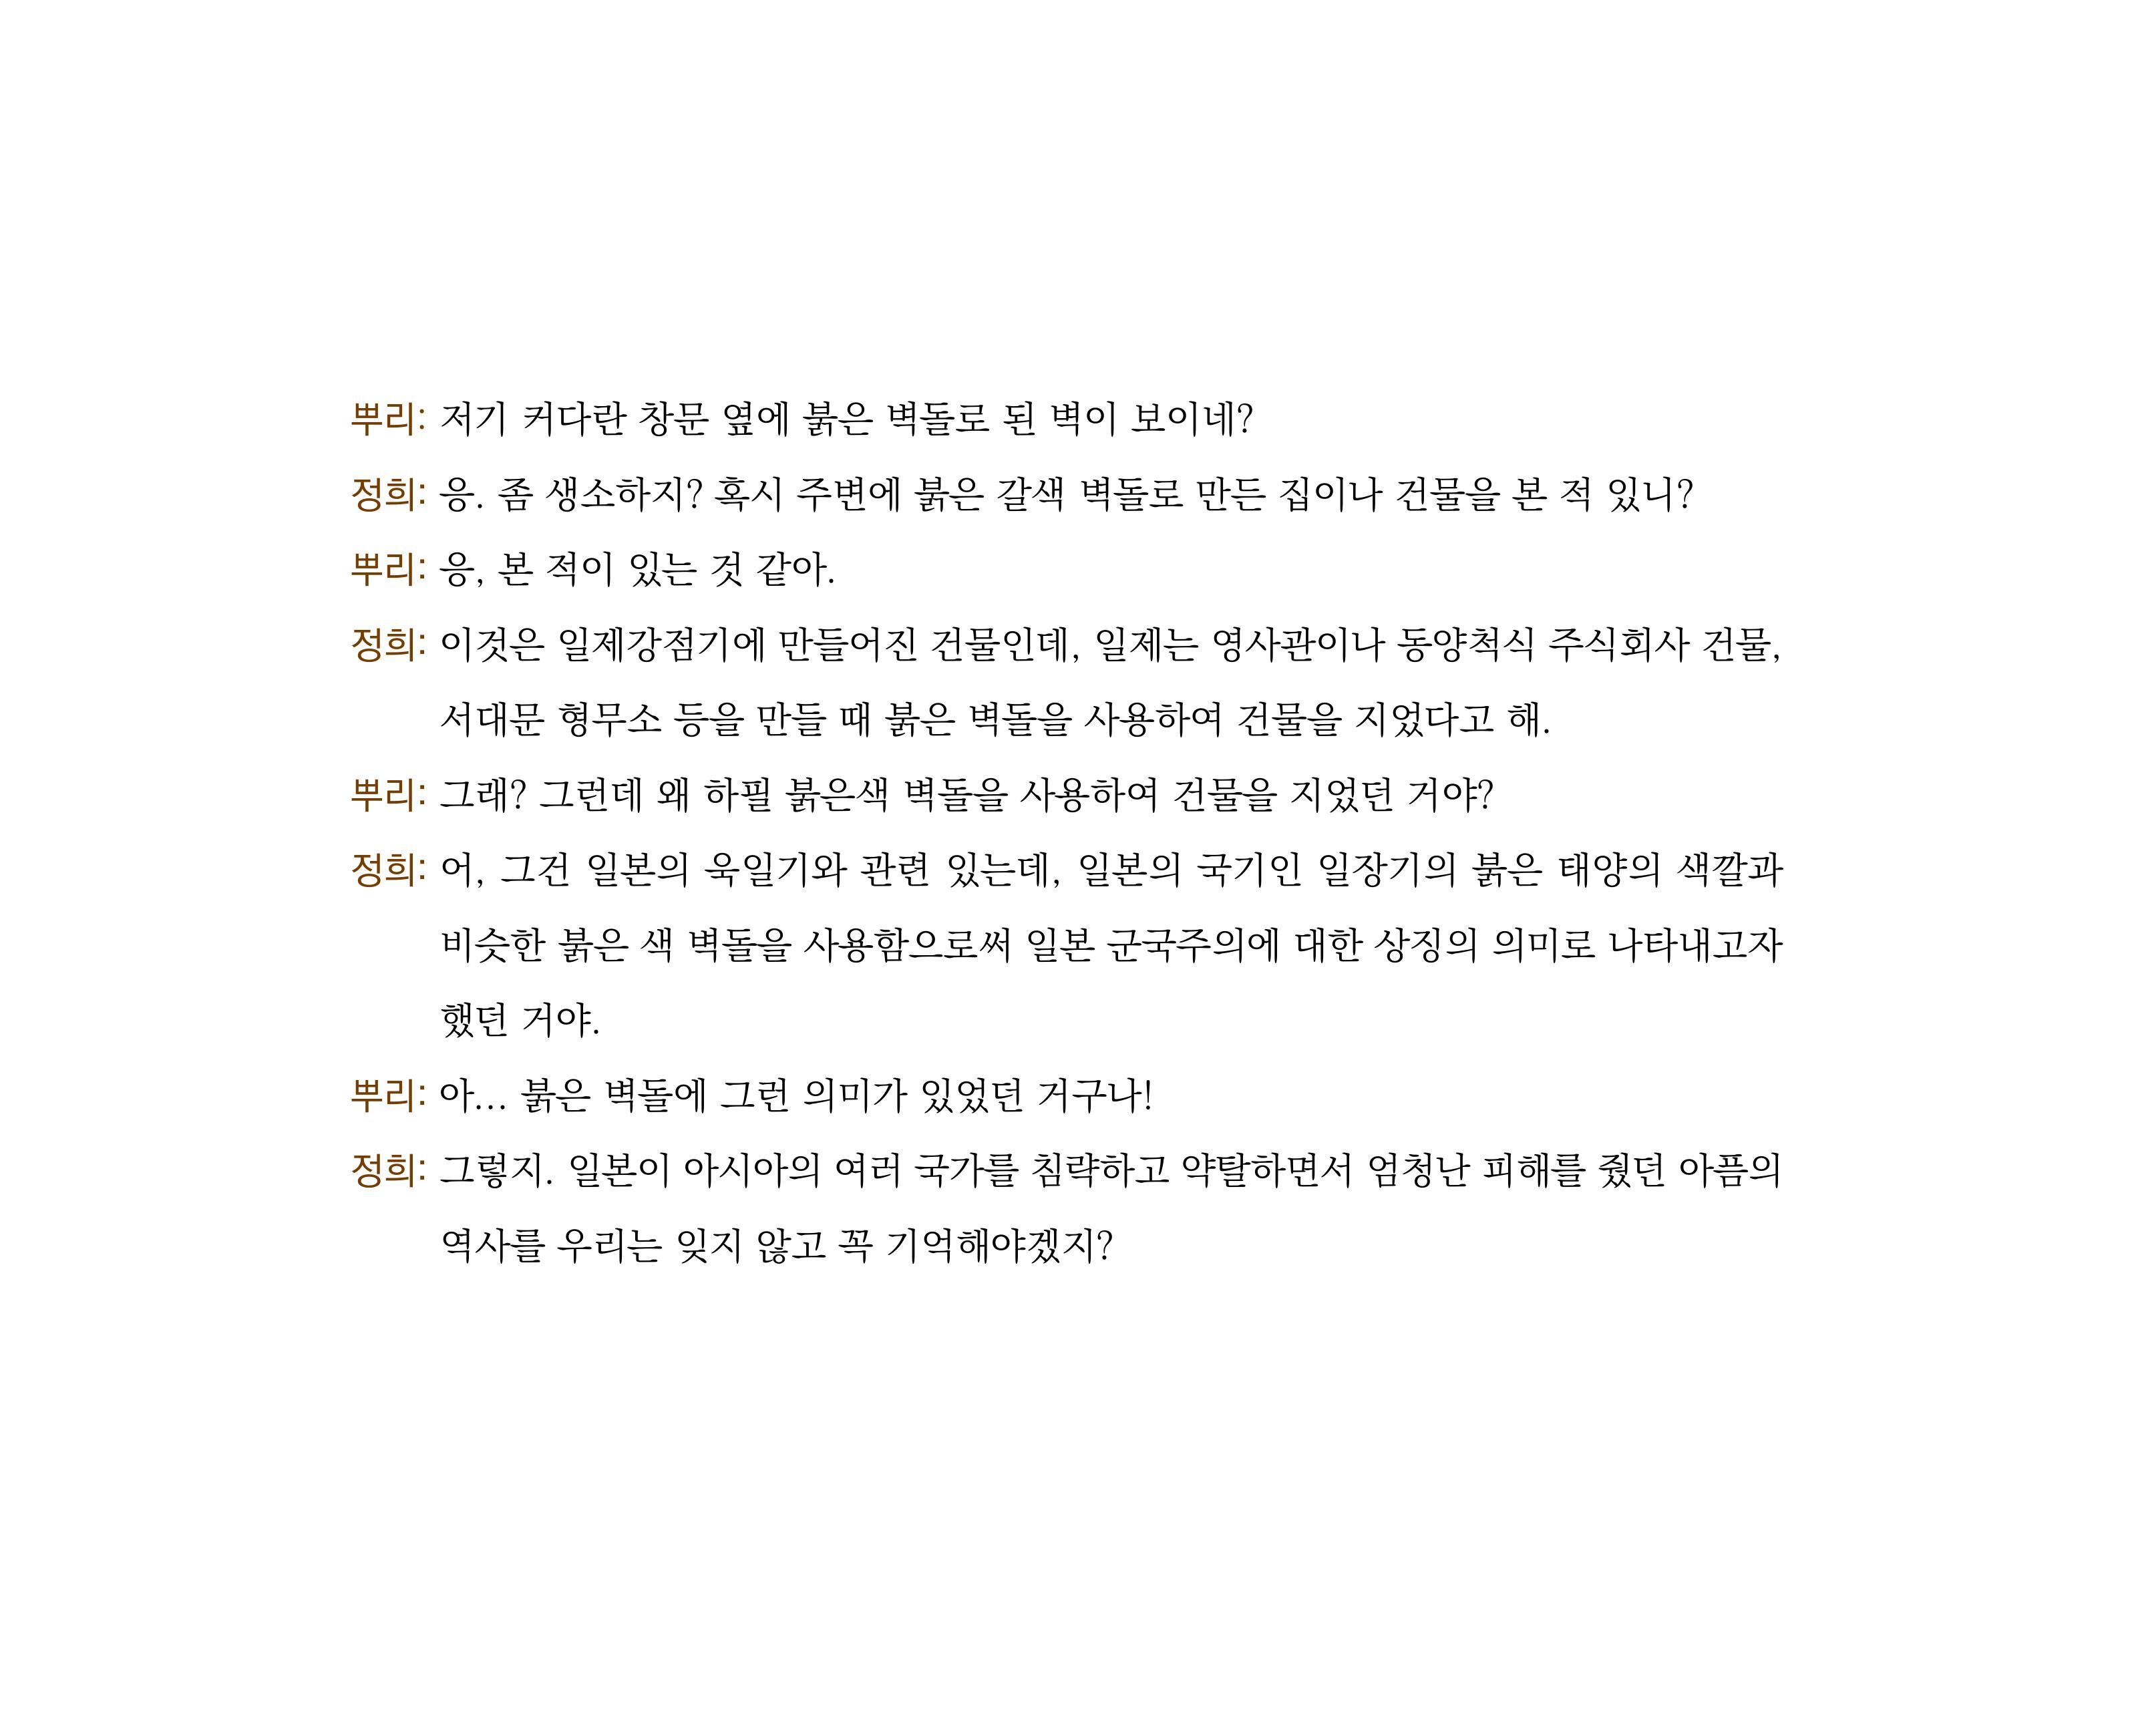 뿌리: 저기 커다란 창문 옆에 붉은 벽돌로 된 벽이 보이네?
정희: 응. 좀 생소하지? 혹시 주변에 붉은 갈색 벽돌로 만든 집이나 건물을 본 적 있니?
뿌리: 응, 본 적이 있는 것 같아.
정희: 이것은 일제강점기에 만들어진 건물인데, 일제는 영사관이나 동양척식 주식회사 건물,
서대문 형무소 등을 만들 때 붉은 벽돌을 사용하여 건물을 지었다고 해.
뿌리: 그래? 그런데 왜 하필 붉은색 벽돌을 사용하여 건물을 지었던 거야?
정희: 어, 그건 일본의 욱일기와 관련 있는데, 일본의 국기인 일장기의 붉은 태양의 색깔과
비슷한 붉은 색 벽돌을 사용함으로써 일본 군국주의에 대한 상징의 의미로 나타내고자
했던 거야.
뿌리: 아... 붉은 벽돌에 그런 의미가 있었던 거구나!
정희: 그렇지. 일본이 아시아의 여러 국가를 침략하고 약탈하면서 엄청난 피해를 줬던 아픔의
역사를 우리는 잊지 않고 꼭 기억해야겠지?